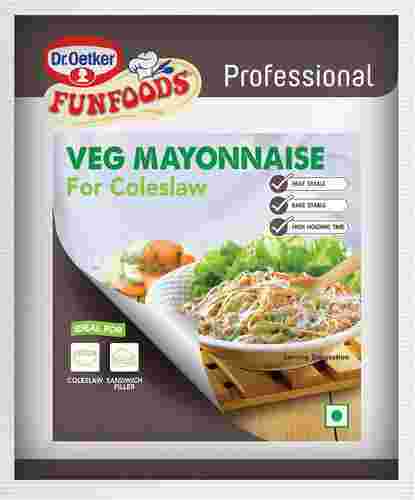 Dr.Oetker
FUNFOODS
Professional
VEG MAYONNAISE
For Coleslaw
HEAT STABLE
BAKE STABLE
HIGH HOLDING TIME
IDEAL FOR
COLESLAW
SANDWICH
FILLER
Serving Suggestion